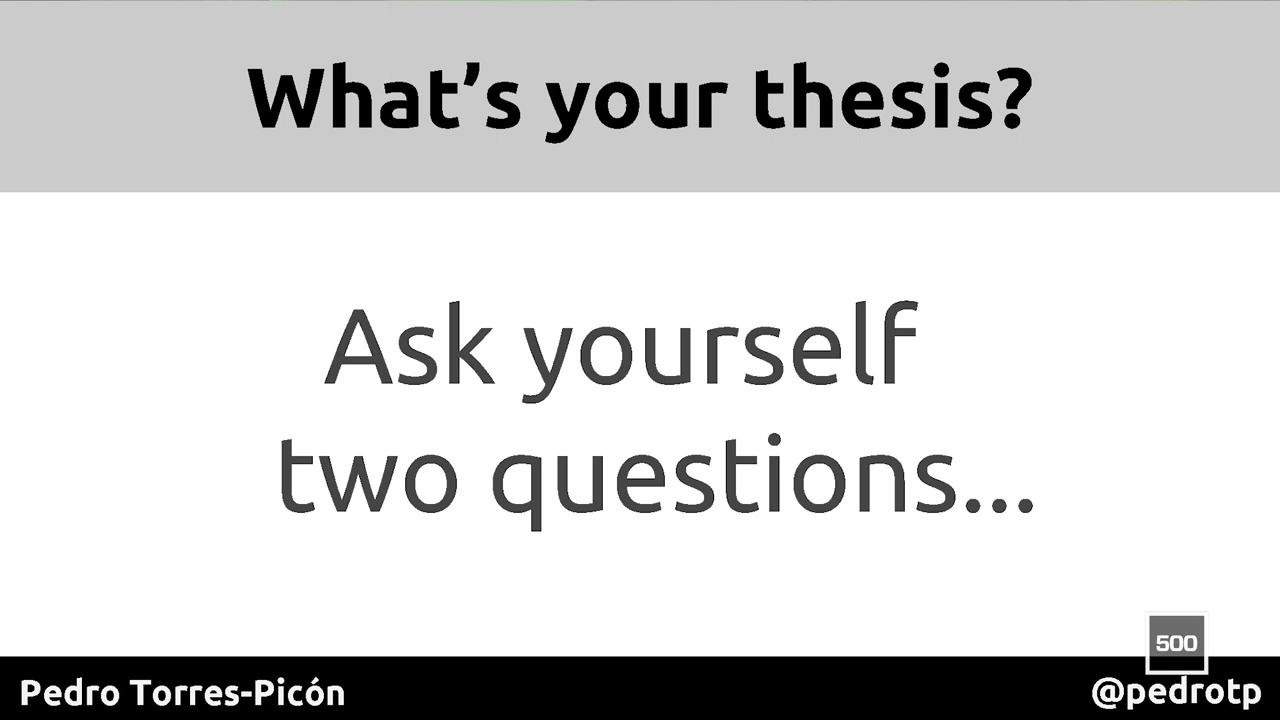 What’s your thesis?
Ask yourself
two questions...
500
Pedro Torres-Picón
@pedrotp